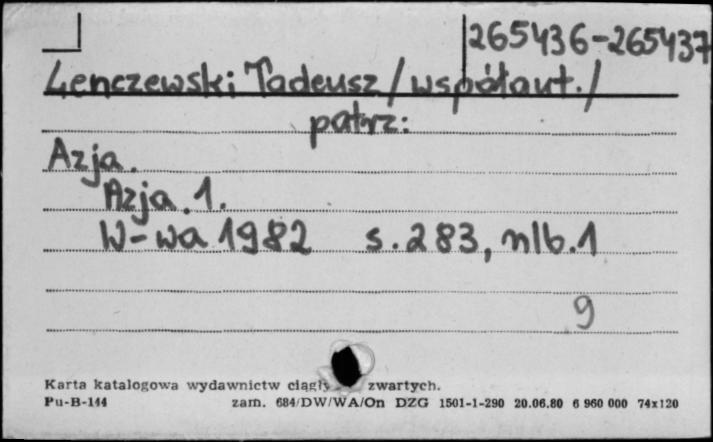 265436-265437
Lenczewski Tadeusz /współaut./
patrz:
Azja.
Azja. 1.
W-wa 1982 s. 283, nlb. 1
9
Karta katalogowa wydawnictw zwartych.
Pu-B-144 zam. 684/DW/WA/On DZG 1501-1-290 20.06.80 6 960 000 74x120